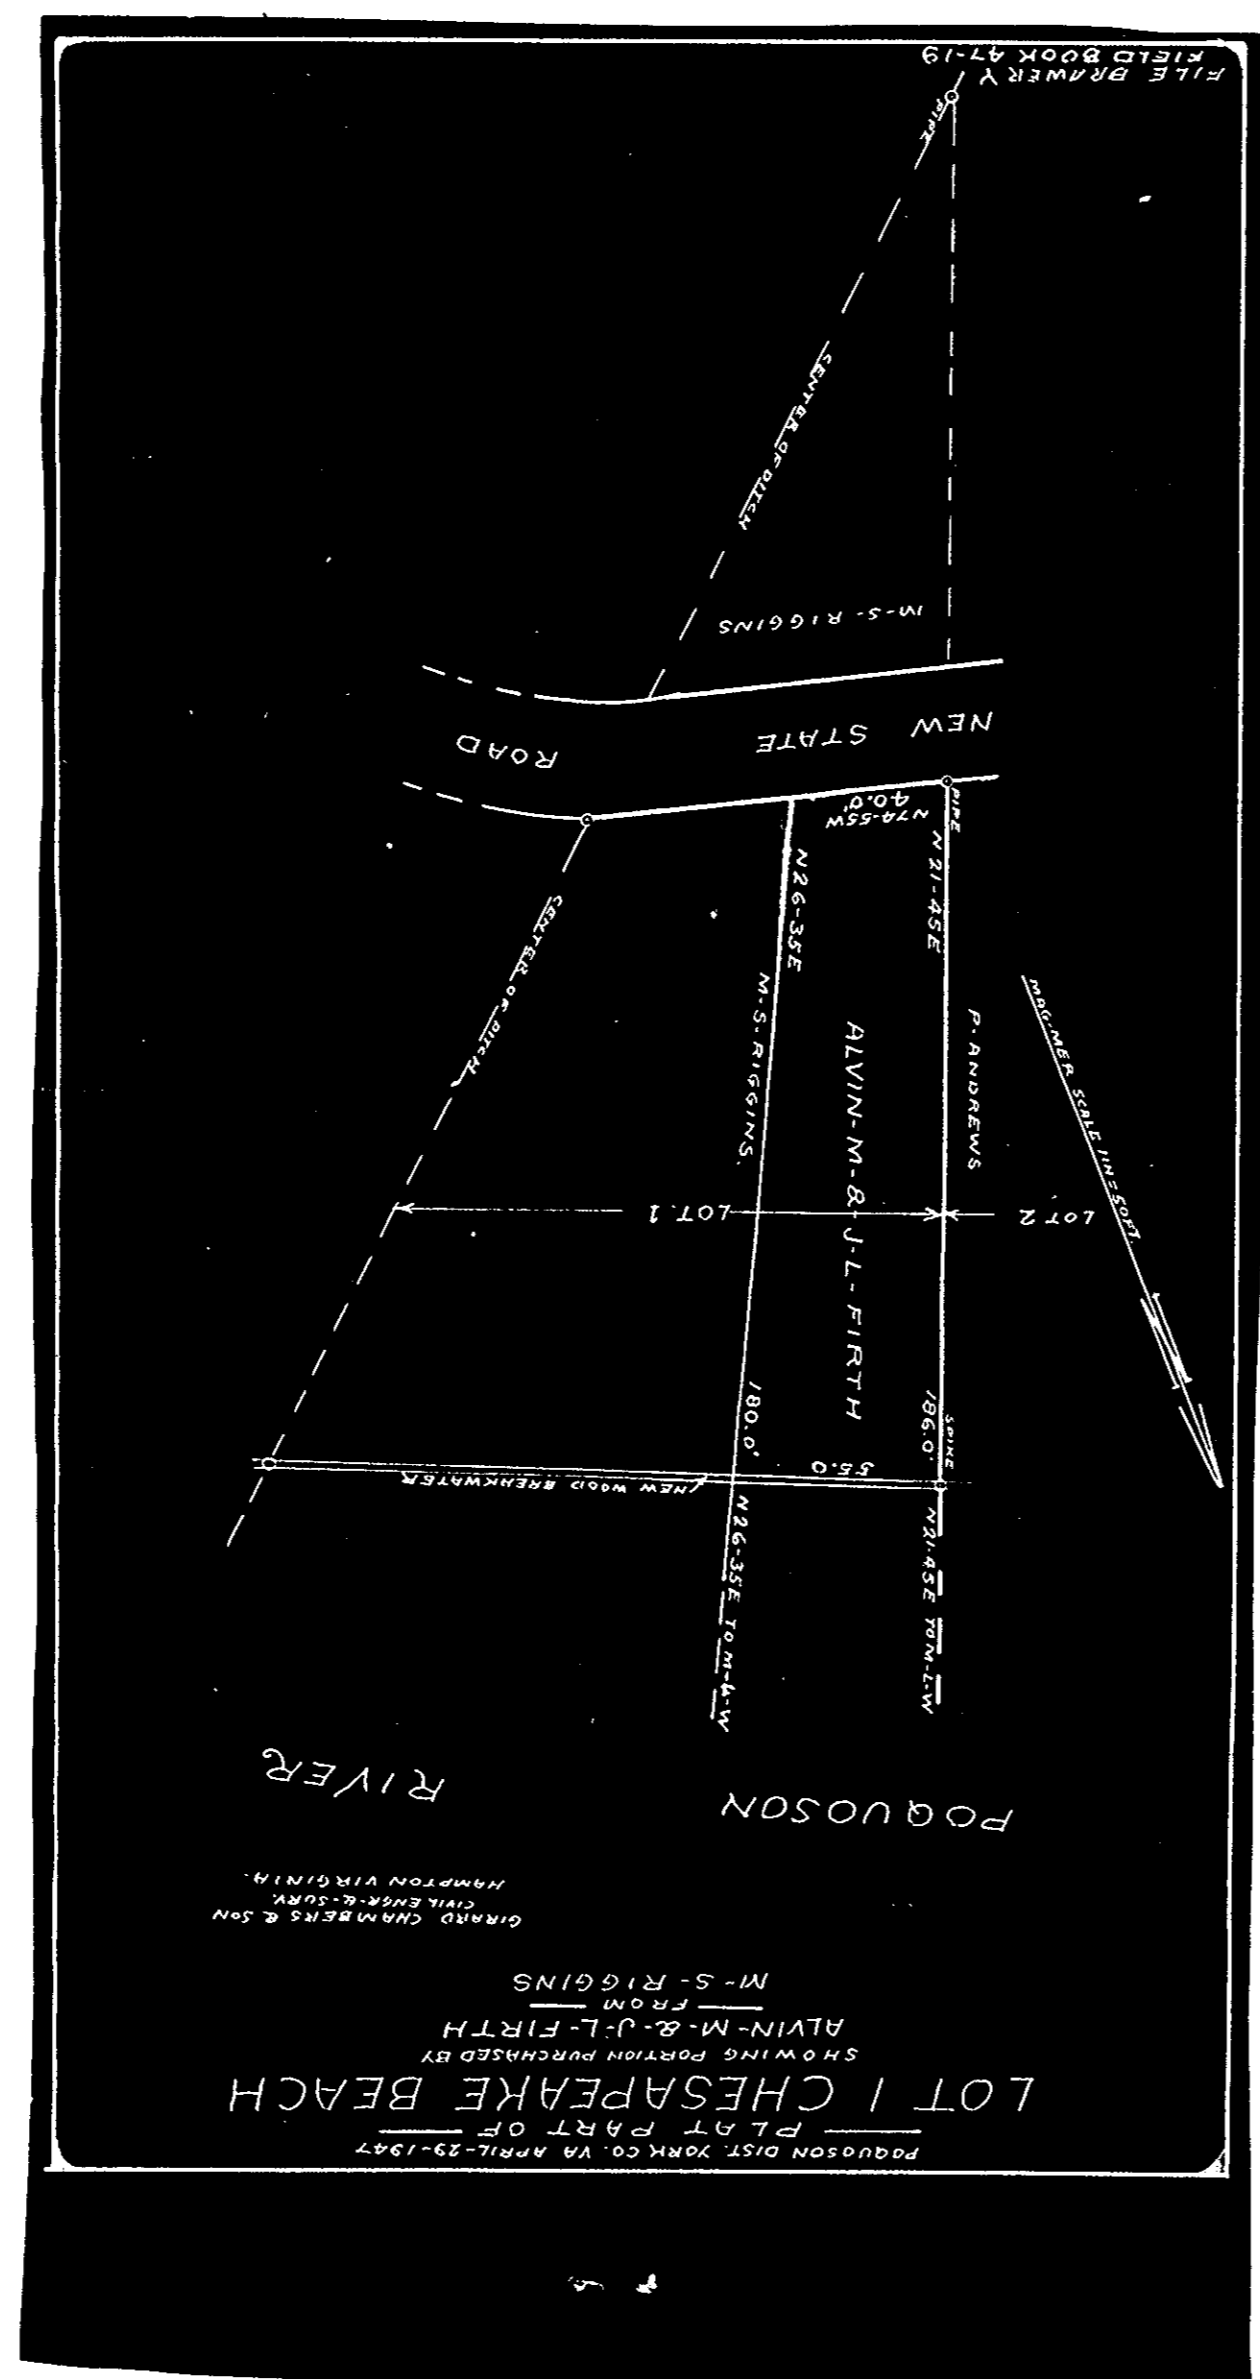 POQUOSON DIST. YORK CO. VA APRIL-29-1947
PLAT PART OF
LOT 1 CHESAPEAKE BEACH
SHOWING PORTION PURCHASED BY
ALVIN-M-&-J-L-FIRTH
FROM
M-S-RIGGINS
GIRARD CHAMBERS & SON
CIVIL ENGR-&-SURV.
HAMPTON VIRGINIA.
POQUOSON
RIVER
N21-45E TO M-L-W
N26-35E TO M-L-W
NEW WOOD BREAKWATER
55.0
SPIKE
186.0'
180.0'
LOT 2
LOT. 1
MAG-MER SCALE 1IN=50FT.
P. ANDREWS
ALVIN-M-&-J-L-FIRTH
M-S-RIGGINS.
CENTER OF DITCH
N 21-45E
N26-35E
PIPE
N74-55W
40.0'
NEW STATE ROAD
M-S-RIGGINS
CENTER OF DITCH
PIPE
FILE DRAWER Y
FIELD BOOK 47-19